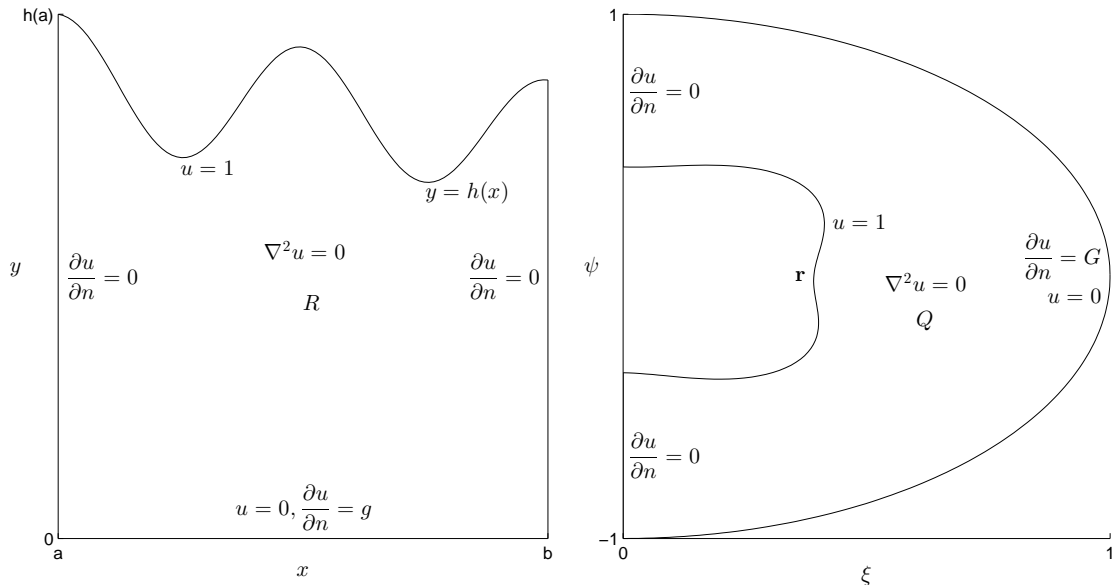 h(a)
u = 1
y = h(x)
y
∂u/∂n = 0
∇²u = 0
∂u/∂n = 0
R
u = 0, ∂u/∂n = g
0
a
b
x
1
∂u/∂n = 0
u = 1
ψ
r
∇²u = 0
∂u/∂n = G
u = 0
Q
∂u/∂n = 0
−1
0
1
ξ